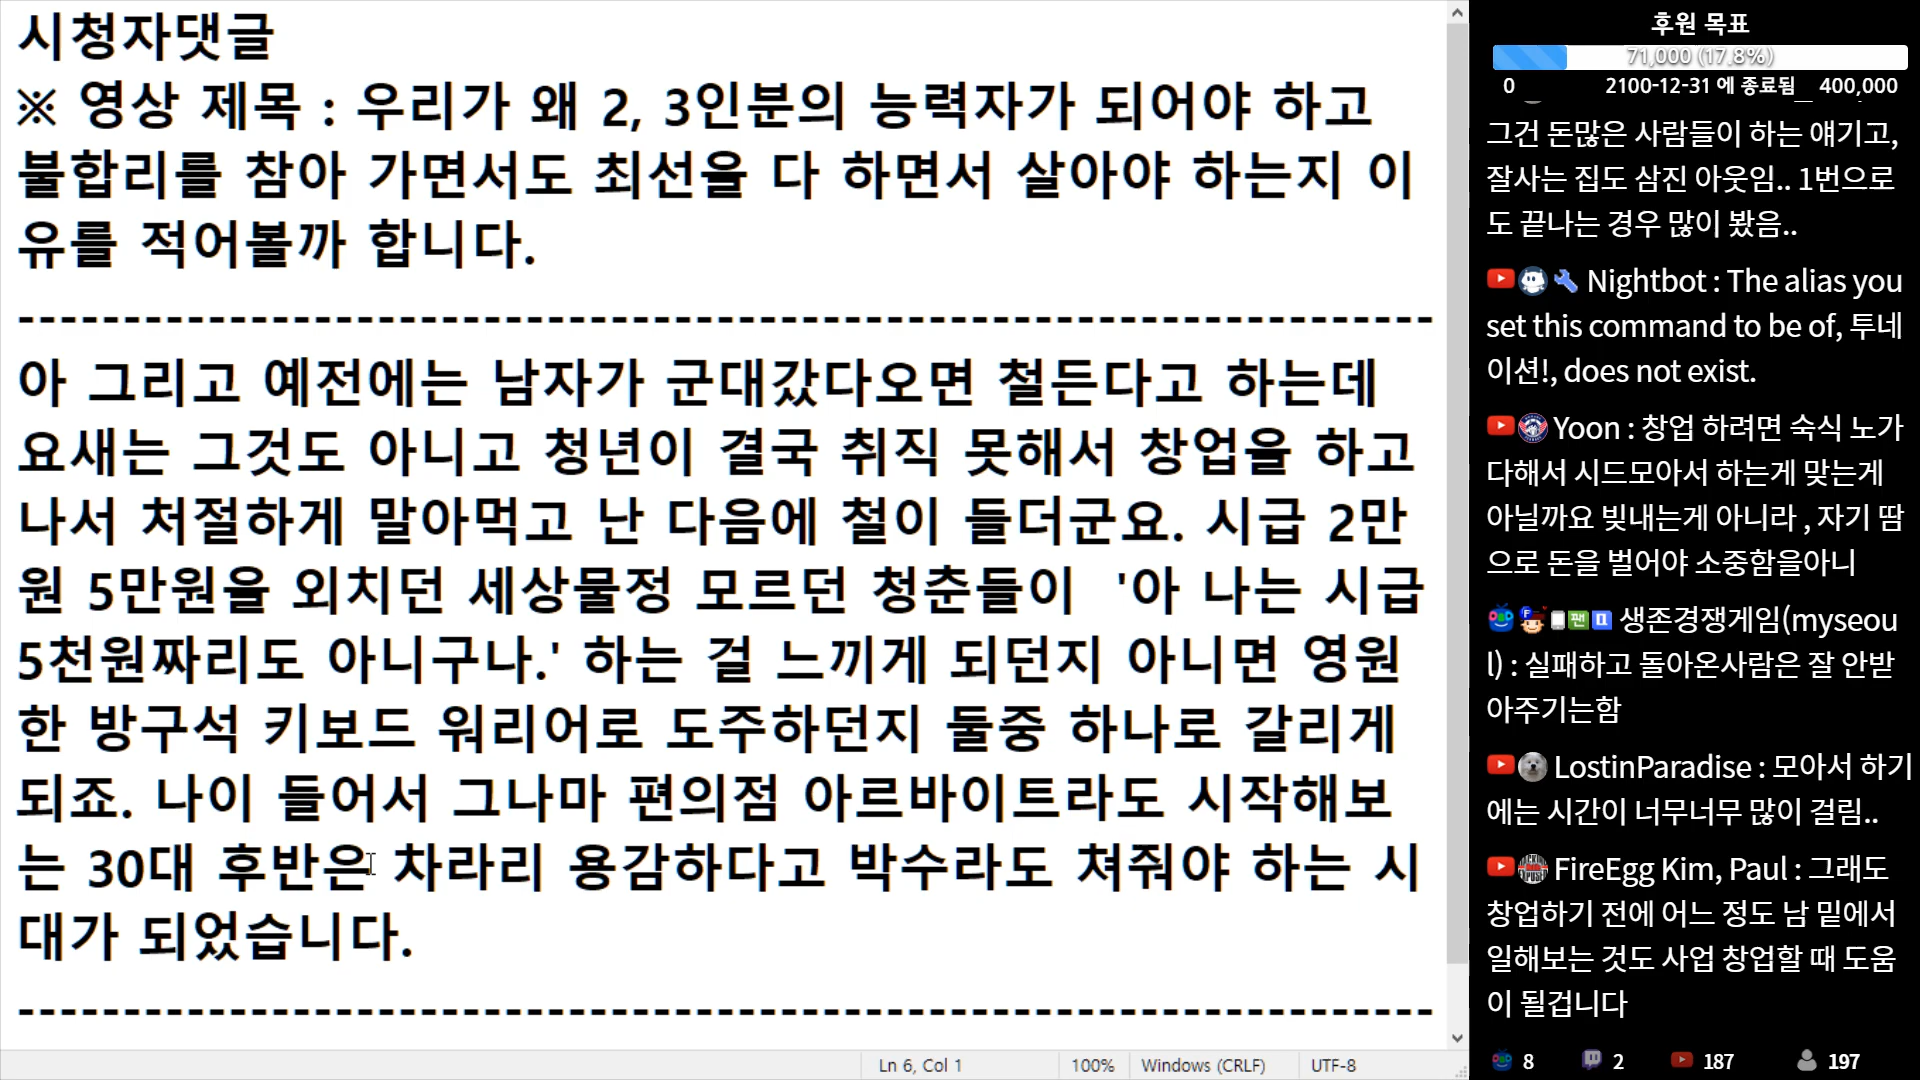 시청자댓글
※ 영상 제목 : 우리가 왜 2, 3인분의 능력자가 되어야 하고
불합리를 참아 가면서도 최선을 다 하면서 살아야 하는지 이
유를 적어볼까 합니다.
--------------------------------------------------------------------
아 그리고 예전에는 남자가 군대갔다오면 철든다고 하는데
요새는 그것도 아니고 청년이 결국 취직 못해서 창업을 하고
나서 처절하게 말아먹고 난 다음에 철이 들더군요. 시급 2만
원 5만원을 외치던 세상물정 모르던 청춘들이  '아 나는 시급
5천원짜리도 아니구나.' 하는 걸 느끼게 되던지 아니면 영원
한 방구석 키보드 워리어로 도주하던지 둘중 하나로 갈리게
되죠. 나이 들어서 그나마 편의점 아르바이트라도 시작해보
는 30대 후반은 차라리 용감하다고 박수라도 쳐줘야 하는 시
대가 되었습니다.
--------------------------------------------------------------------
Ln 6, Col 1
100%
Windows (CRLF)
UTF-8
후원 목표
71,000 (17.8%)
0
2100-12-31 에 종료됨
400,000
그건 돈많은 사람들이 하는 얘기고,
잘사는 집도 삼진 아웃임.. 1번으로
도 끝나는 경우 많이 봤음..
Nightbot : The alias you
set this command to be of, 투네
이션!, does not exist.
Yoon : 창업 하려면 숙식 노가
다해서 시드모아서 하는게 맞는게
아닐까요 빚내는게 아니라 , 자기 땀
으로 돈을 벌어야 소중함을아니
생존경쟁게임(myseou
l) : 실패하고 돌아온사람은 잘 안받
아주기는함
LostinParadise : 모아서 하기
에는 시간이 너무너무 많이 걸림..
FireEgg Kim, Paul : 그래도
창업하기 전에 어느 정도 남 밑에서
일해보는 것도 사업 창업할 때 도움
이 될겁니다
8
2
187
197